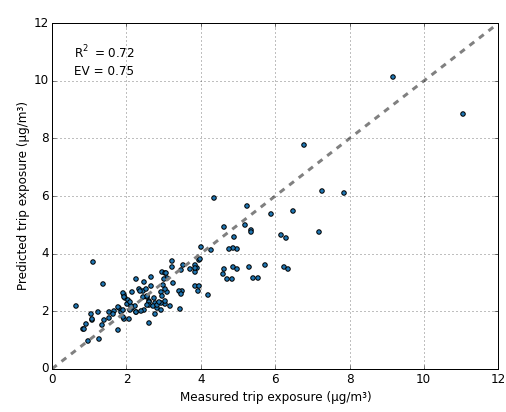 12
10
8
6
4
2
0
R² = 0.72
EV = 0.75
Predicted trip exposure (µg/m³)
0 2 4 6 8 10 12
Measured trip exposure (µg/m³)